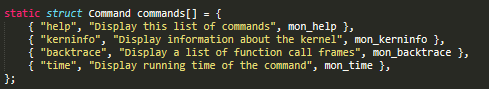 static struct Command commands[] = {
    { "help", "Display this list of commands", mon_help },
    { "kerninfo", "Display information about the kernel", mon_kerninfo },
    { "backtrace", "Display a list of function call frames", mon_backtrace },
    { "time", "Display running time of the command", mon_time },
};